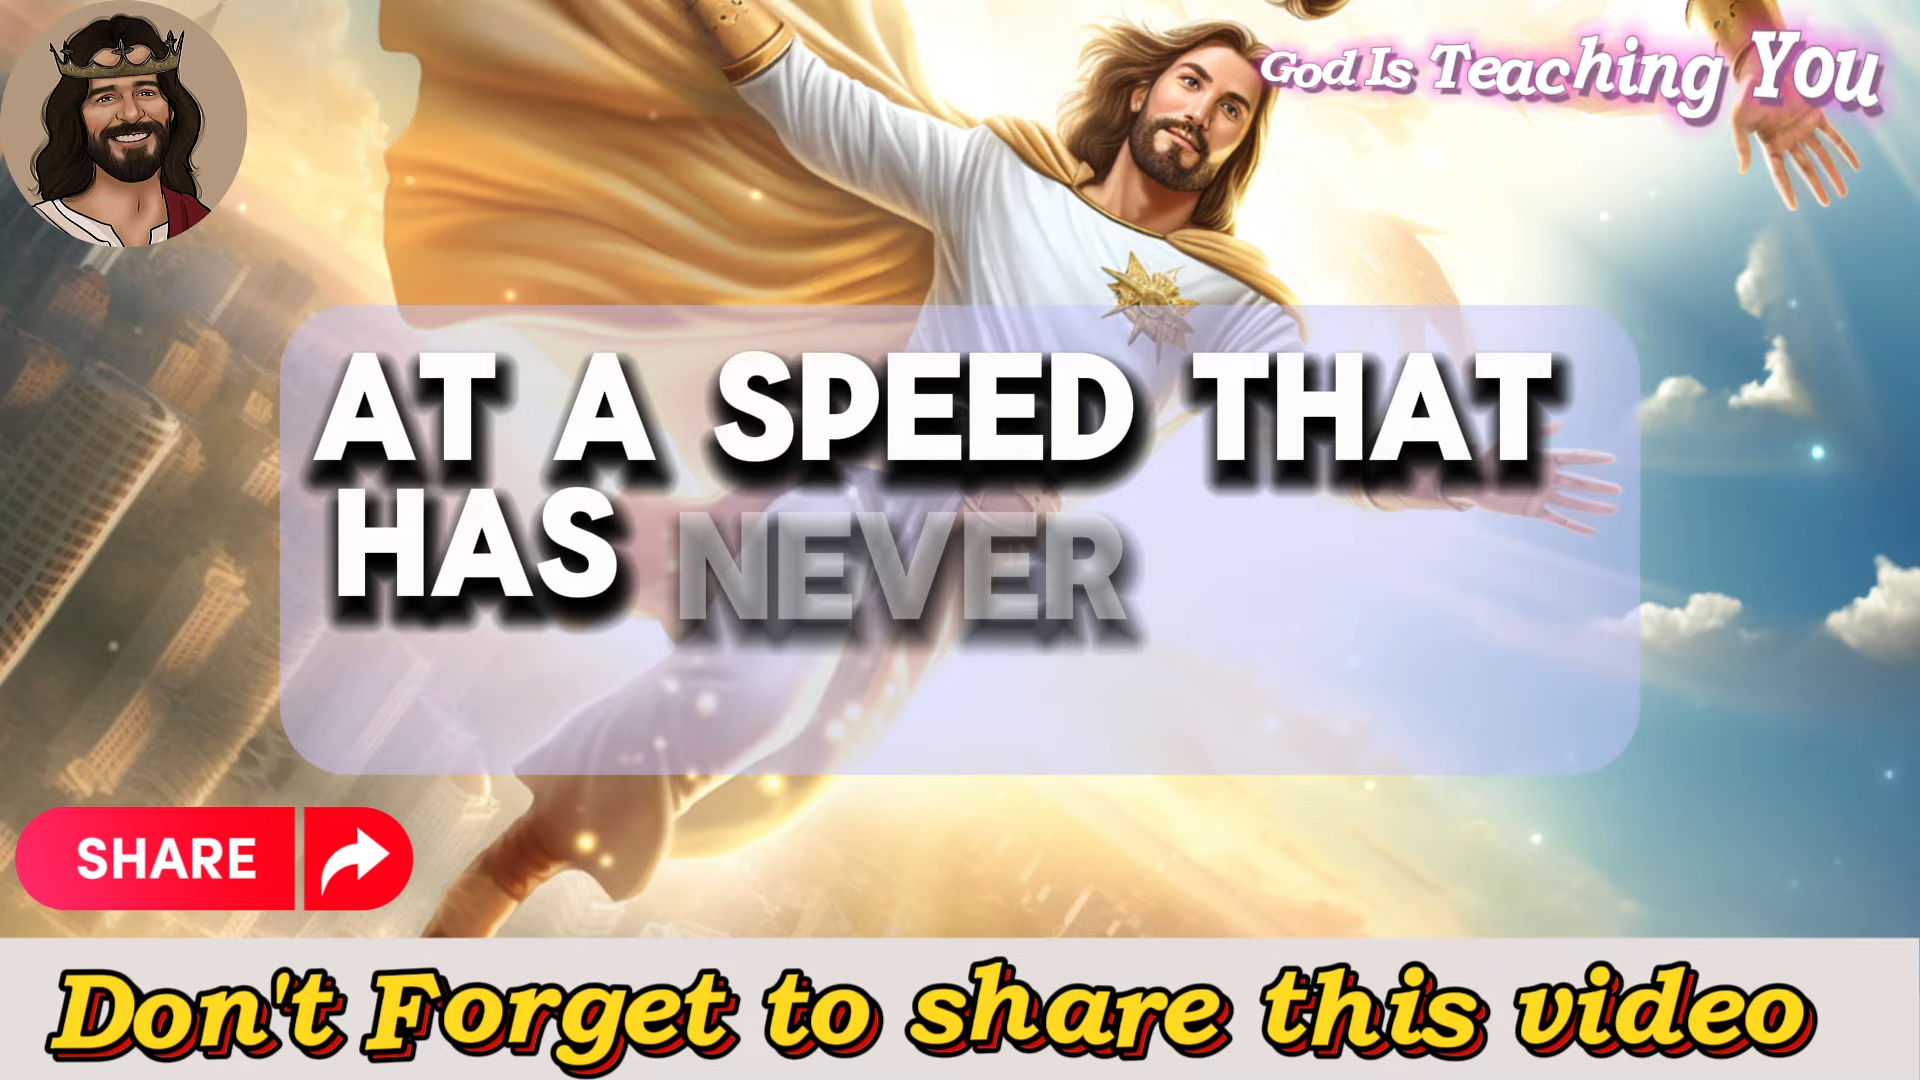 God Is Teaching You
AT A SPEED THAT
HAS NEVER
SHARE
Don't Forget to share this video